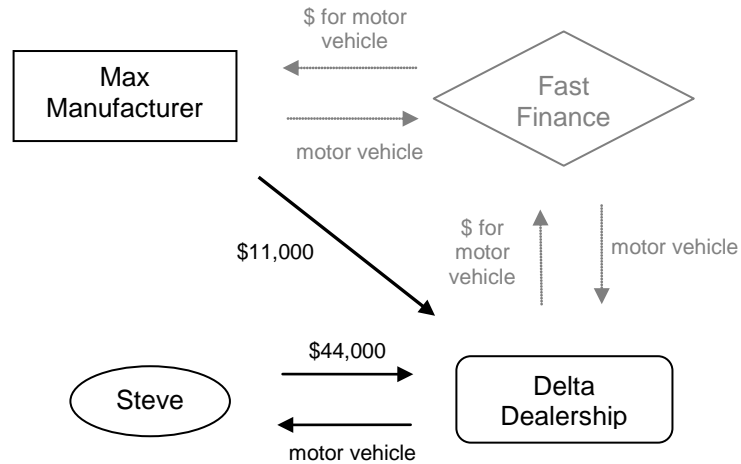 $ for motor
vehicle
Max
Manufacturer
Fast
Finance
motor vehicle
$11,000
$ for
motor
vehicle
motor vehicle
$44,000
Steve
Delta
Dealership
motor vehicle